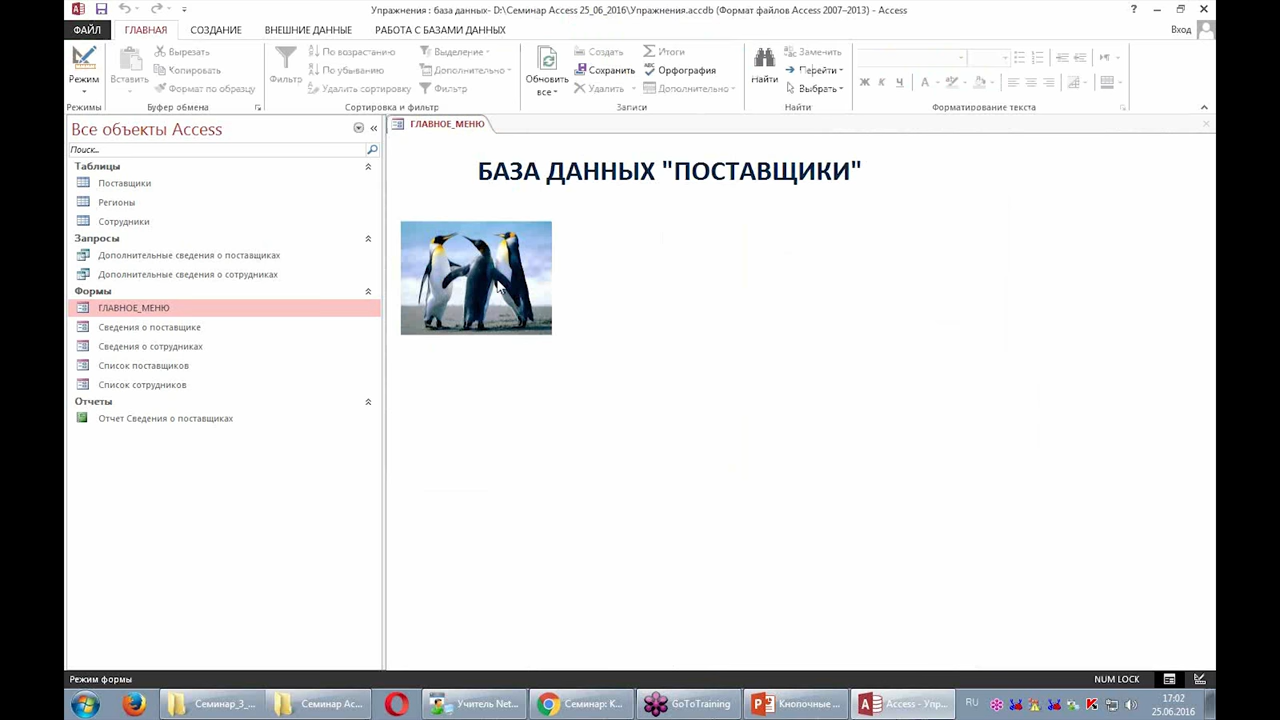 Упражнения : база данных- D:\Семинар Access 25_06_2016\Упражнения.accdb (Формат файлов Access 2007–2013) - Access
?
ФАЙЛ ГЛАВНАЯ СОЗДАНИЕ ВНЕШНИЕ ДАННЫЕ РАБОТА С БАЗАМИ ДАННЫХ Вход
Режим
Режимы
Вставить
Вырезать
Копировать
Формат по образцу
Буфер обмена
Фильтр
По возрастанию
По убыванию
Удалить сортировку
Выделение
Дополнительно
Фильтр
Сортировка и фильтр
Обновить
все
Создать
Сохранить
Удалить
Итоги
Орфография
Дополнительно
Записи
Найти
Заменить
Перейти
Выбрать
Найти
Ж К Ч А
Форматирование текста
Все объекты Access
Поиск...
Таблицы
Поставщики
Регионы
Сотрудники
Запросы
Дополнительные сведения о поставщиках
Дополнительные сведения о сотрудниках
Формы
ГЛАВНОЕ_МЕНЮ
Сведения о поставщике
Сведения о сотрудниках
Список поставщиков
Список сотрудников
Отчеты
Отчет Сведения о поставщиках
ГЛАВНОЕ_МЕНЮ
БАЗА ДАННЫХ "ПОСТАВЩИКИ"
Режим формы
NUM LOCK
Семинар_3_...
Семинар Ac...
Учитель Net...
Семинар: К...
GoToTraining
Кнопочные ...
Access - Упр...
RU
17:02
25.06.2016